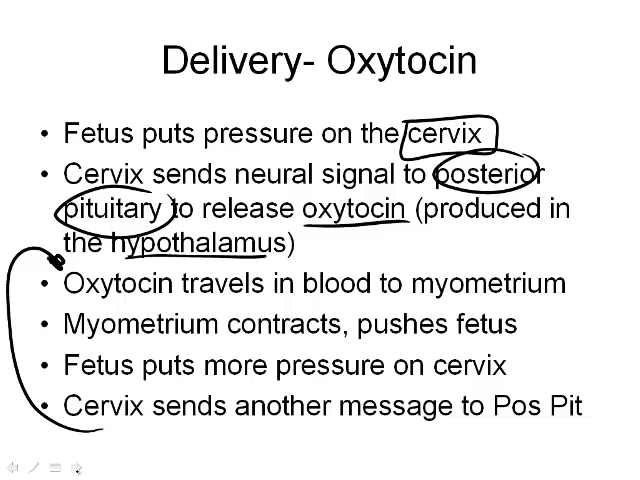 Delivery- Oxytocin
• Fetus puts pressure on the cervix
• Cervix sends neural signal to posterior
pituitary to release oxytocin (produced in
the hypothalamus)
• Oxytocin travels in blood to myometrium
• Myometrium contracts, pushes fetus
• Fetus puts more pressure on cervix
• Cervix sends another message to Pos Pit